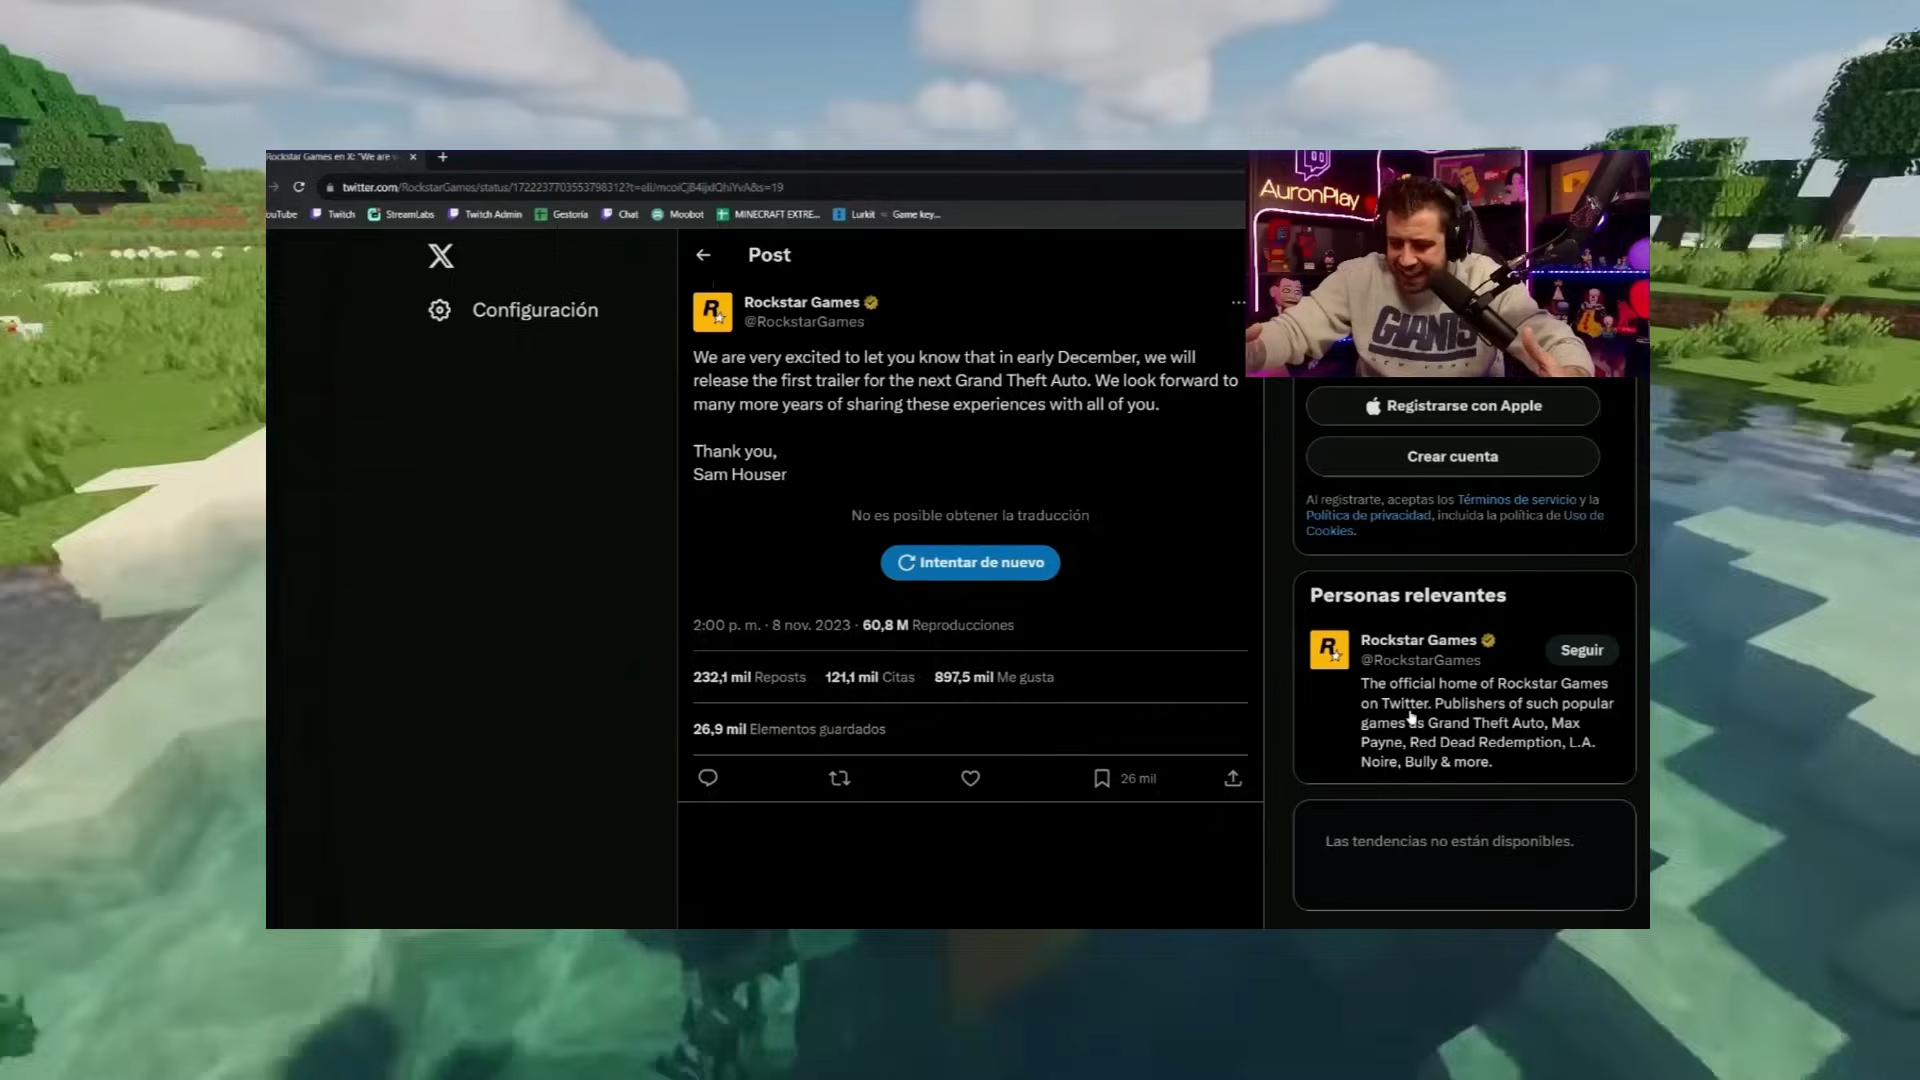 Rockstar Games en X: "We are
twitter.com/RockstarGames/status/
Twitch
StreamLabs
Twitch Admin
Gestoría
Chat
Moobot
MINECRAFT EXTRE...
Lurkit
Game key...
AuronPlay
GIANTS
NEW YORK
Configuración
Post
Rockstar Games
@RockstarGames
We are very excited to let you know that in early December, we will
release the first trailer for the next Grand Theft Auto. We look forward to
many more years of sharing these experiences with all of you.
Thank you,
Sam Houser
No es posible obtener la traducción
Intentar de nuevo
2:00 p. m. · 8 nov. 2023 · 60,8 M Reproducciones
232,1 mil Reposts 121,1 mil Citas 897,5 mil Me gusta
26,9 mil Elementos guardados
26 mil
Registrarse con Apple
Crear cuenta
Al registrarte, aceptas los Términos de servicio y la
Política de privacidad, incluida la política de Uso de
Cookies.
Personas relevantes
Rockstar Games
@RockstarGames
Seguir
The official home of Rockstar Games
on Twitter. Publishers of such popular
games as Grand Theft Auto, Max
Payne, Red Dead Redemption, L.A.
Noire, Bully & more.
Las tendencias no están disponibles.